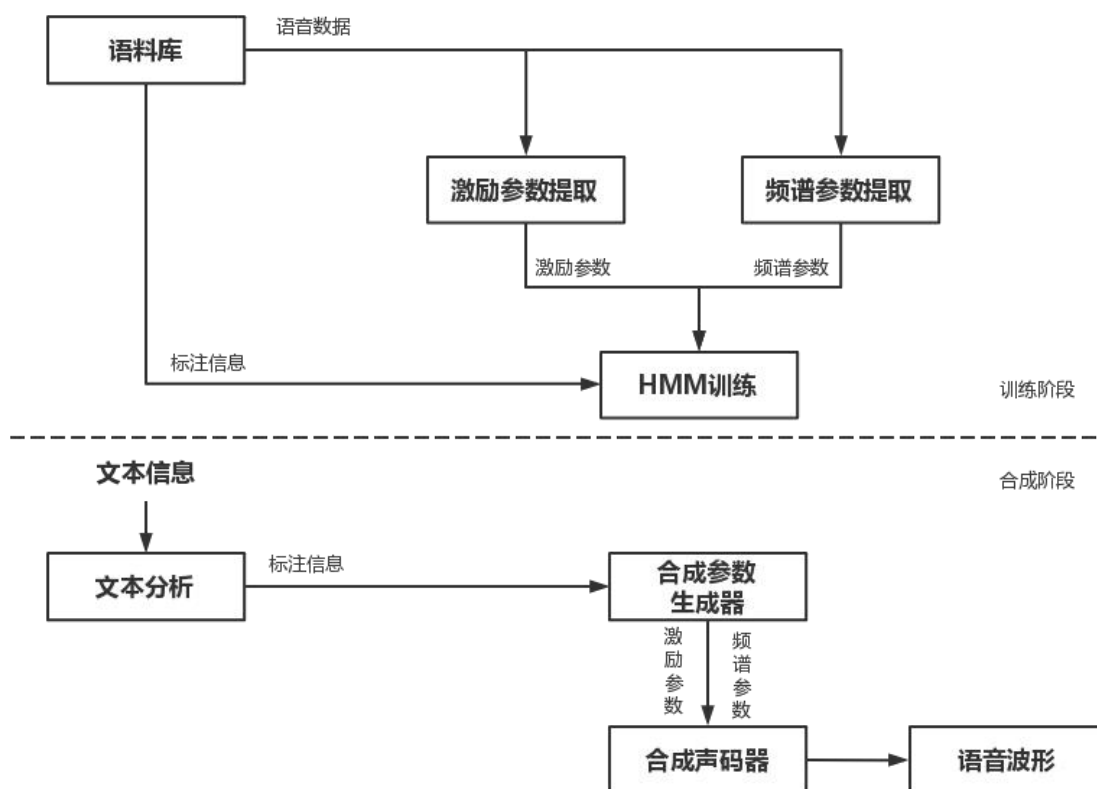 语音数据
语料库
激励参数提取
频谱参数提取
激励参数
频谱参数
标注信息
HMM训练
训练阶段
文本信息
合成阶段
文本分析
标注信息
合成参数
生成器
激励参数
频谱参数
合成声码器
语音波形